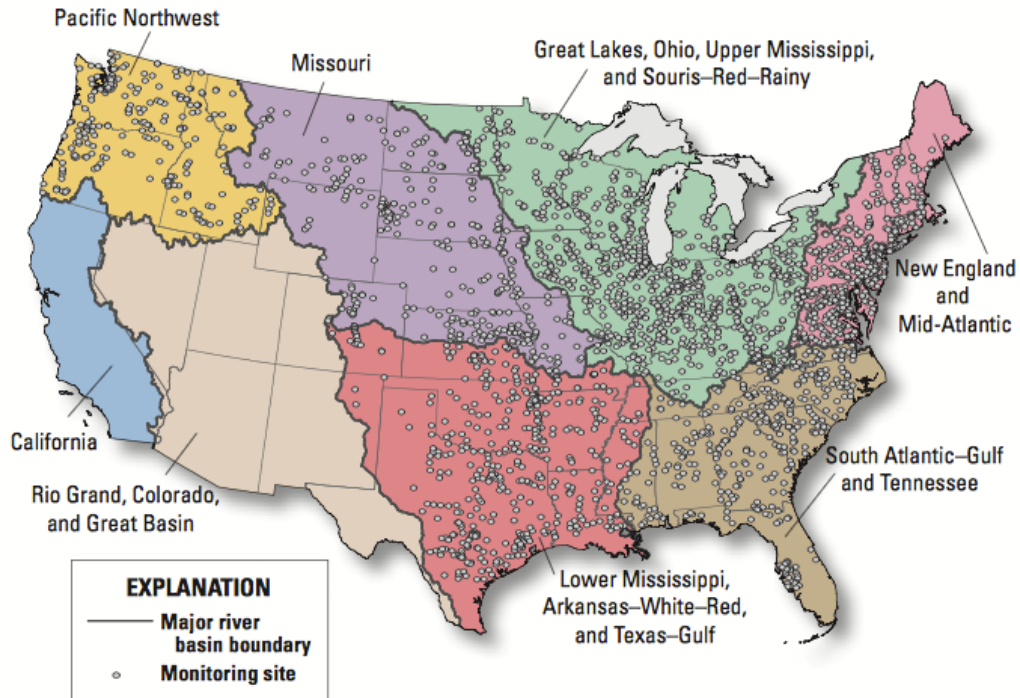 Pacific Northwest
Missouri
Great Lakes, Ohio, Upper Mississippi,
and Souris–Red–Rainy
New England
and
Mid-Atlantic
California
Rio Grand, Colorado,
and Great Basin
South Atlantic–Gulf
and Tennessee
Lower Mississippi,
Arkansas–White–Red,
and Texas–Gulf
EXPLANATION
Major river
basin boundary
Monitoring site